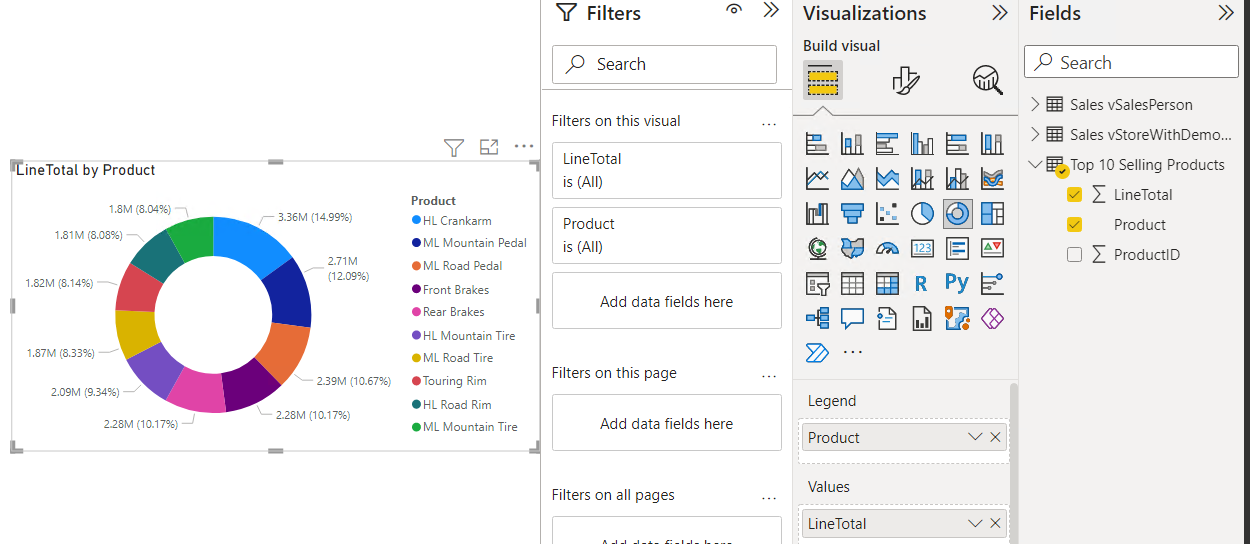 LineTotal by Product
1.8M (8.04%)
3.36M (14.99%)
1.81M (8.08%)
2.71M
(12.09%)
1.82M (8.14%)
1.87M (8.33%)
2.39M (10.67%)
2.09M (9.34%)
2.28M (10.17%)
2.28M (10.17%)
Product
HL Crankarm
ML Mountain Pedal
ML Road Pedal
Front Brakes
Rear Brakes
HL Mountain Tire
ML Road Tire
Touring Rim
HL Road Rim
ML Mountain Tire
Filters
Search
Filters on this visual
...
LineTotal
is (All)
Product
is (All)
Add data fields here
Filters on this page
...
Add data fields here
Filters on all pages
...
Add data fields here
Visualizations
Build visual
123
R
Py
...
Legend
Product
Values
LineTotal
Fields
Search
Sales vSalesPerson
Sales vStoreWithDemo...
Top 10 Selling Products
∑ LineTotal
Product
∑ ProductID